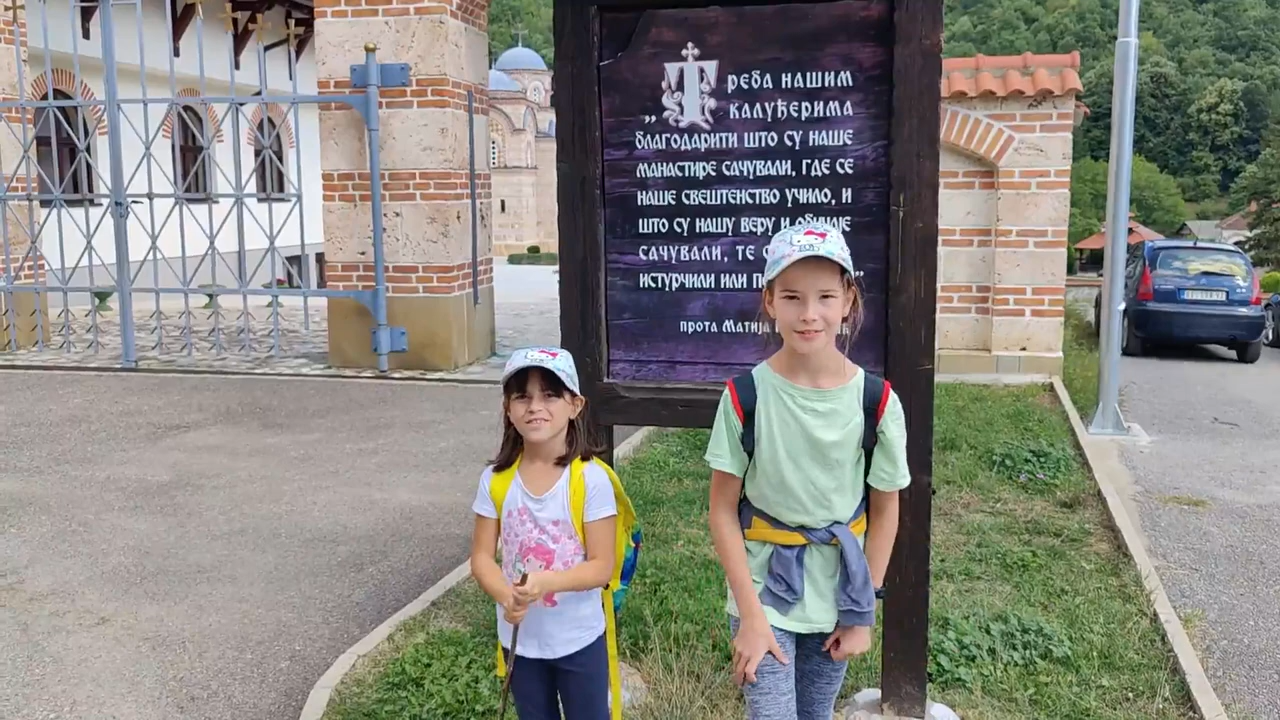 „Треба нашим
калуђерима
благодарити што су наше
манастире сачували, где се
наше свештенство учило, и
што су нашу веру и обичаје
сачували, те с
истурчили или п ”
прота Матија